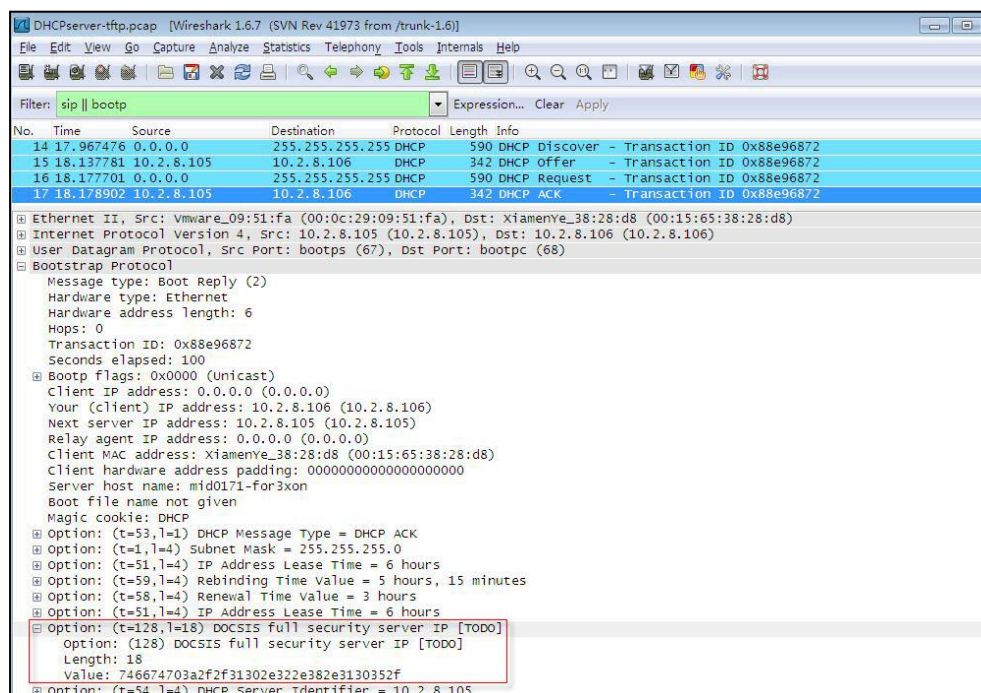 DHCPserver-tftp.pcap [Wireshark 1.6.7 (SVN Rev 41973 from /trunk-1.6)]
File Edit View Go Capture Analyze Statistics Telephony Tools Internals Help
Filter: sip || bootp Expression... Clear Apply
No. Time Source Destination Protocol Length Info
14 17.967476 0.0.0.0 255.255.255.255 DHCP 590 DHCP Discover - Transaction ID 0x88e96872
15 18.137781 10.2.8.105 10.2.8.106 DHCP 342 DHCP Offer - Transaction ID 0x88e96872
16 18.177701 0.0.0.0 255.255.255.255 DHCP 590 DHCP Request - Transaction ID 0x88e96872
17 18.178902 10.2.8.105 10.2.8.106 DHCP 342 DHCP ACK - Transaction ID 0x88e96872
Ethernet II, Src: Vmware_09:51:fa (00:0c:29:09:51:fa), Dst: XiamenYe_38:28:d8 (00:15:65:38:28:d8)
Internet Protocol Version 4, Src: 10.2.8.105 (10.2.8.105), Dst: 10.2.8.106 (10.2.8.106)
User Datagram Protocol, Src Port: bootps (67), Dst Port: bootpc (68)
Bootstrap Protocol
Message type: Boot Reply (2)
Hardware type: Ethernet
Hardware address length: 6
Hops: 0
Transaction ID: 0x88e96872
Seconds elapsed: 100
Bootp flags: 0x0000 (Unicast)
Client IP address: 0.0.0.0 (0.0.0.0)
Your (client) IP address: 10.2.8.106 (10.2.8.106)
Next server IP address: 10.2.8.105 (10.2.8.105)
Relay agent IP address: 0.0.0.0 (0.0.0.0)
Client MAC address: XiamenYe_38:28:d8 (00:15:65:38:28:d8)
Client hardware address padding: 00000000000000000000
Server host name: mid0171-for3xon
Boot file name not given
Magic cookie: DHCP
Option: (t=53,l=1) DHCP Message Type = DHCP ACK
Option: (t=1,l=4) Subnet Mask = 255.255.255.0
Option: (t=51,l=4) IP Address Lease Time = 6 hours
Option: (t=59,l=4) Rebinding Time Value = 5 hours, 15 minutes
Option: (t=58,l=4) Renewal Time Value = 3 hours
Option: (t=51,l=4) IP Address Lease Time = 6 hours
Option: (t=128,l=18) DOCSIS full security server IP [TODO]
Option: (128) DOCSIS full security server IP [TODO]
Length: 18
Value: 746674703a2f2f31302e322e382e3130352f
Option: (t=54,l=4) DHCP Server Identifier = 10.2.8.105